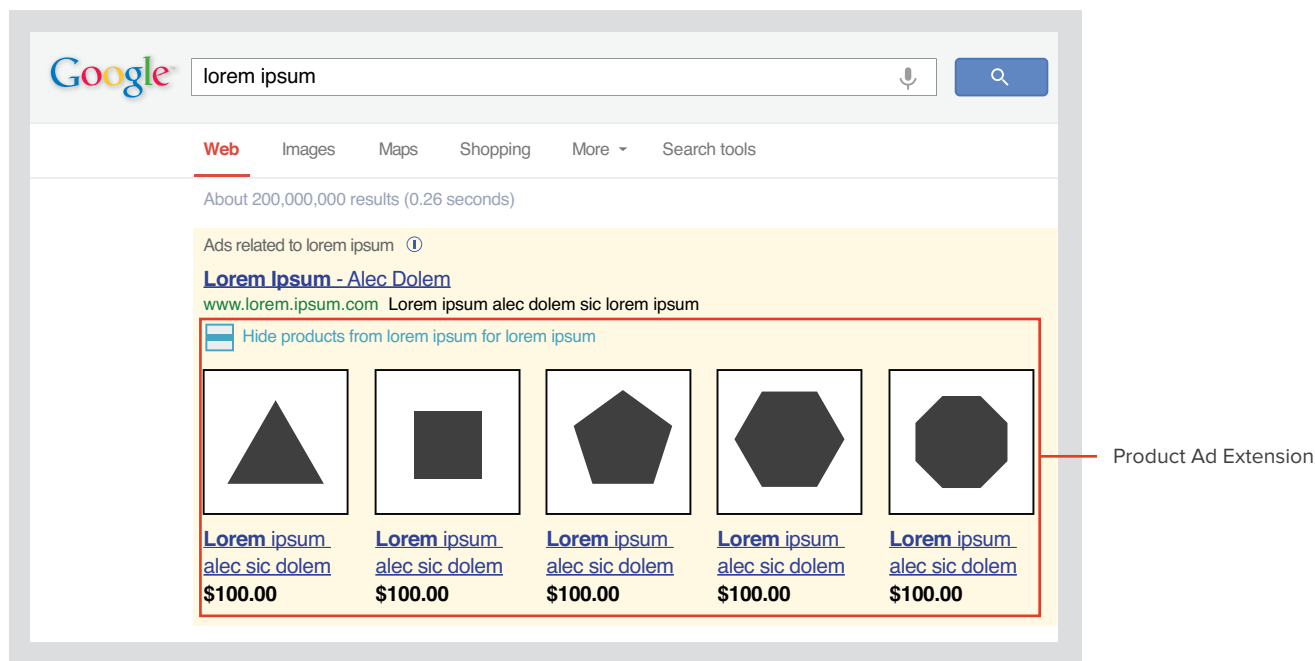 Google™ lorem ipsum
Web Images Maps Shopping More Search tools
About 200,000,000 results (0.26 seconds)
Ads related to lorem ipsum
Lorem Ipsum - Alec Dolem
www.lorem.ipsum.com Lorem ipsum alec dolem sic lorem ipsum
Hide products from lorem ipsum for lorem ipsum
Lorem ipsum
alec sic dolem
$100.00
Lorem ipsum
alec sic dolem
$100.00
Lorem ipsum
alec sic dolem
$100.00
Lorem ipsum
alec sic dolem
$100.00
Lorem ipsum
alec sic dolem
$100.00
Product Ad Extension